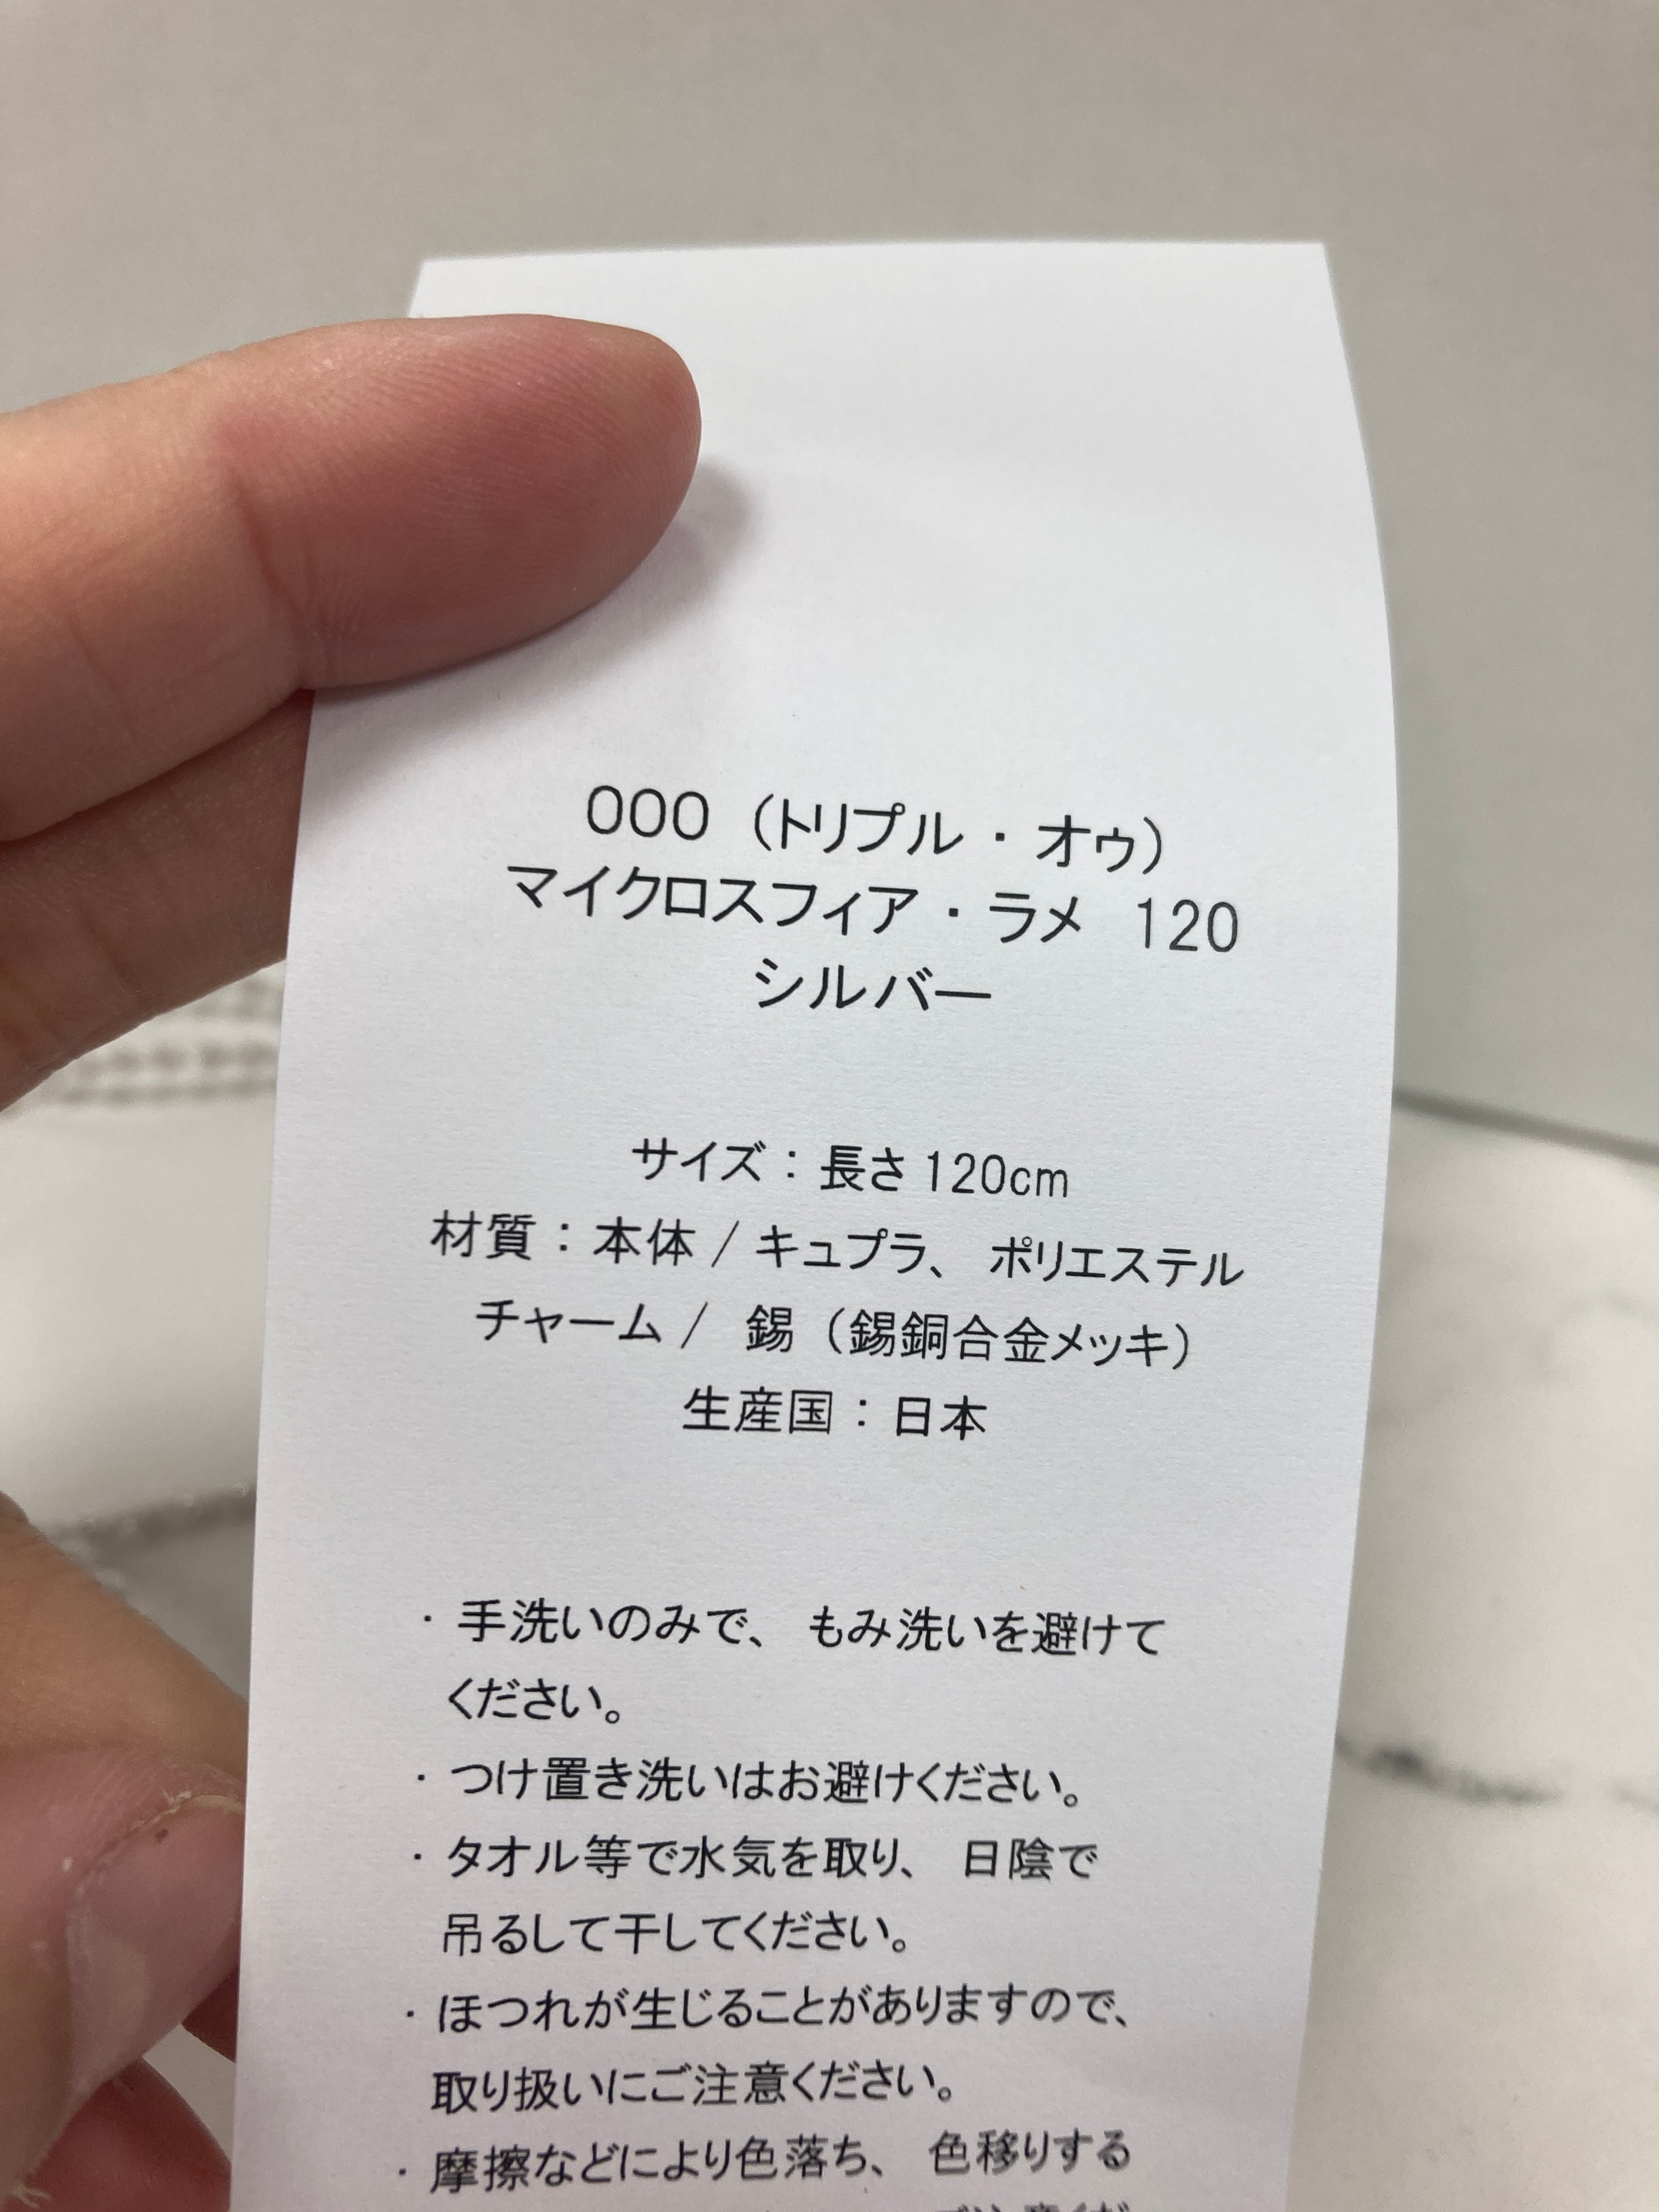 000 (トリプル・オゥ)
マイクロスフィア・ラメ 120
シルバー
サイズ：長さ120cm
材質：本体 / キュプラ、ポリエステル
チャーム / 錫（錫銅合金メッキ）
生産国：日本
・手洗いのみで、もみ洗いを避けて
ください。
・つけ置き洗いはお避けください。
・タオル等で水気を取り、日陰で
吊るして干してください。
・ほつれが生じることがありますので、
取り扱いにご注意ください。
・摩擦などにより色落ち、色移りする